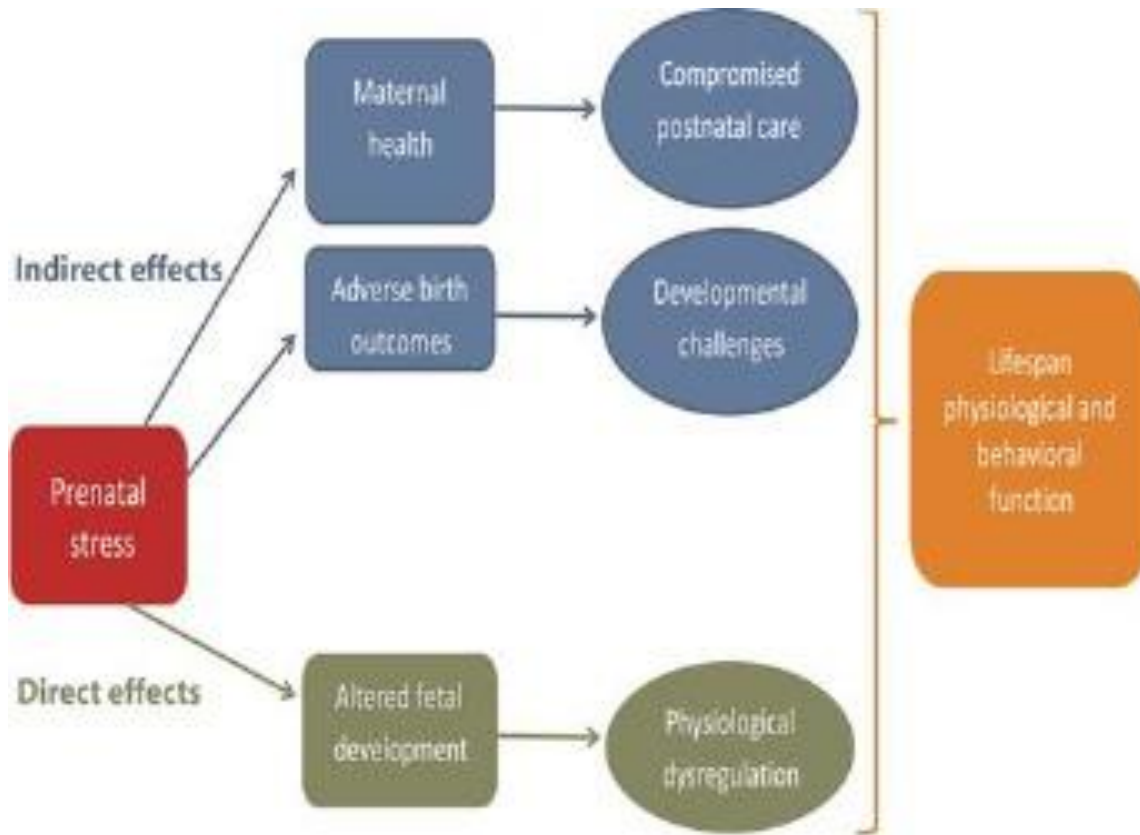 Maternal
health
Compromised
postnatal care
Indirect effects
Adverse birth
outcomes
Developmental
challenges
Prenatal
stress
Lifespan
physiological and
behavioral
function
Direct effects
Altered fetal
development
Physiological
dysregulation